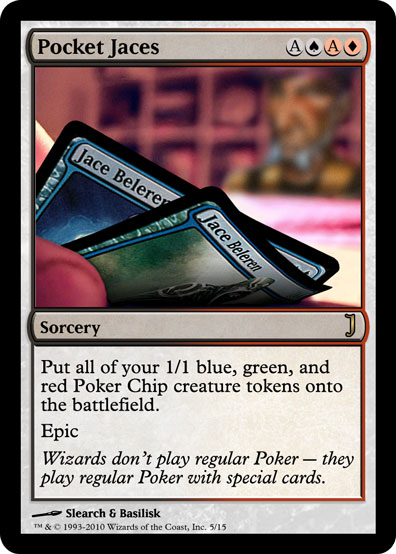 Pocket Jaces A♠A♦
Jace Beleren
Jace Beleren
Sorcery J
Put all of your 1/1 blue, green, and
red Poker Chip creature tokens onto
the battlefield.
Epic
Wizards don't play regular Poker — they
play regular Poker with special cards.
Slearch & Basilisk
™ & © 1993-2010 Wizards of the Coast, Inc. 5/15